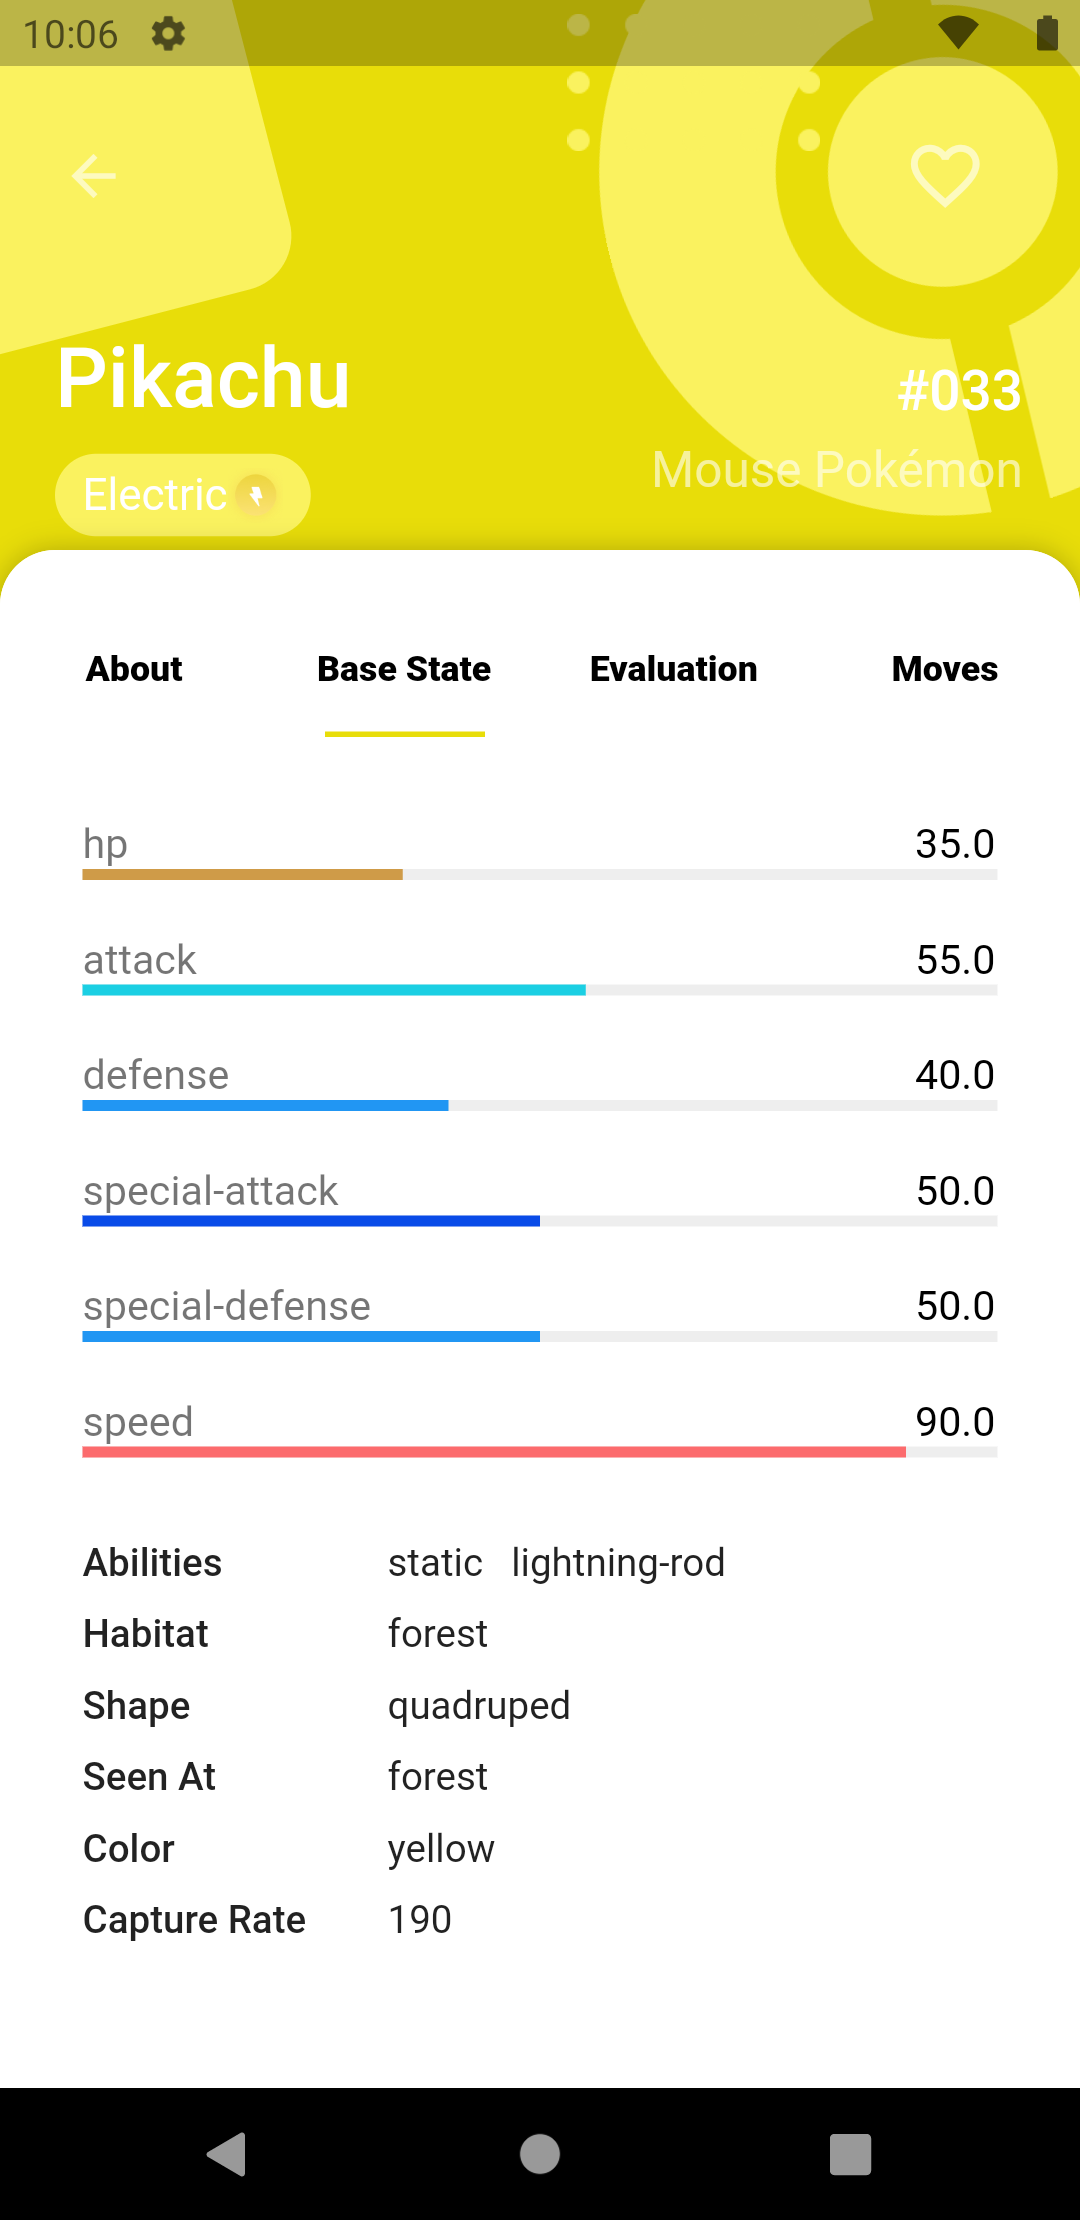 10:06
Pikachu
#033
Electric
Mouse Pokémon
About Base State Evaluation Moves
hp 35.0
attack 55.0
defense 40.0
special-attack 50.0
special-defense 50.0
speed 90.0
Abilities static lightning-rod
Habitat forest
Shape quadruped
Seen At forest
Color yellow
Capture Rate 190